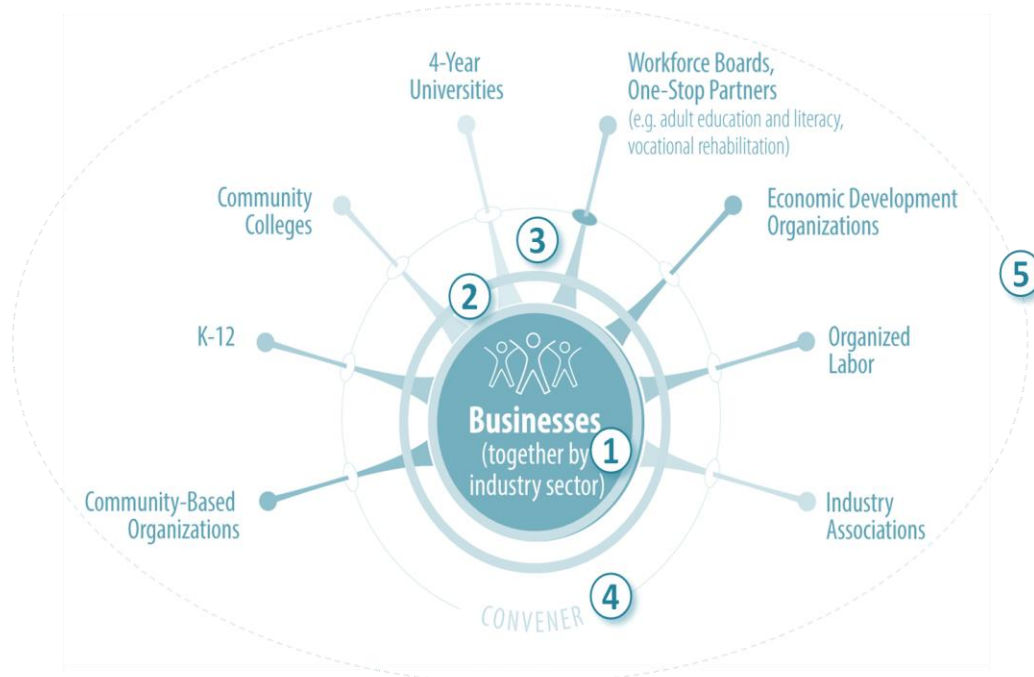 4-Year
Universities
Workforce Boards,
One-Stop Partners
(e.g. adult education and literacy,
vocational rehabilitation)
Community
Colleges
Economic Development
Organizations
3
5
2
K-12
Organized
Labor
Businesses
(together by
industry sector)
1
Community-Based
Organizations
Industry
Associations
4
CONVENER